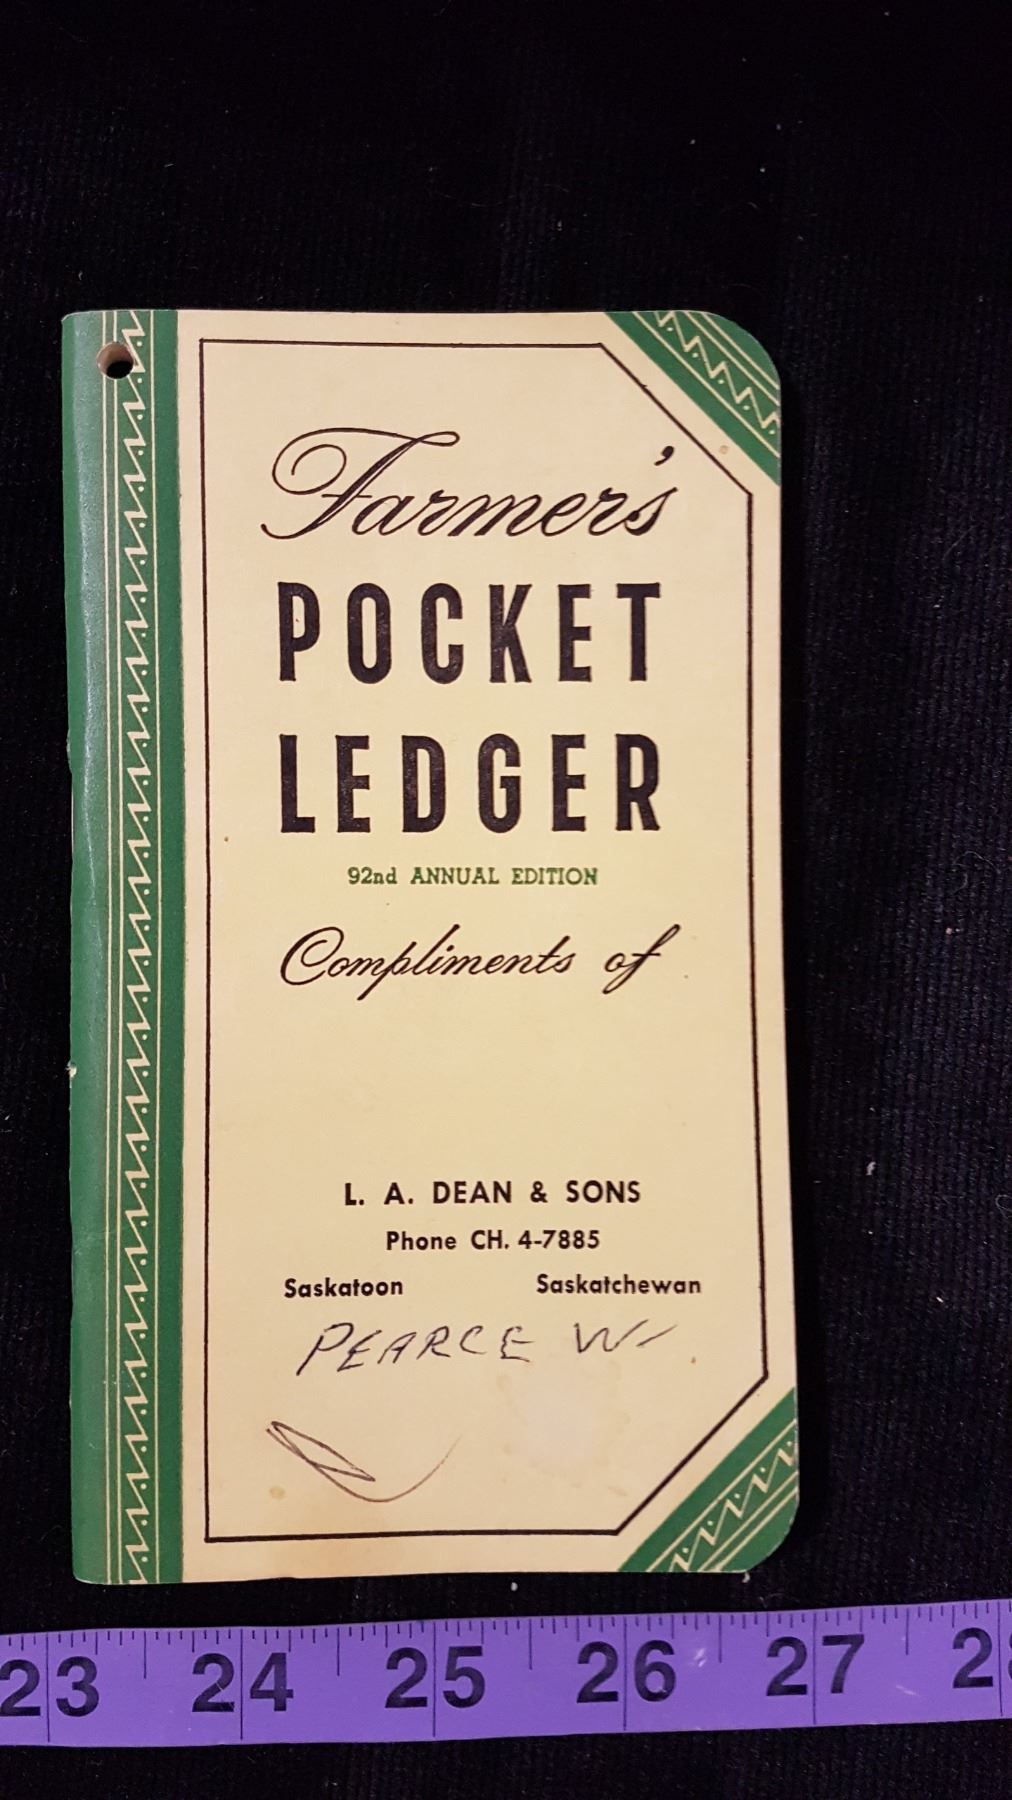 Farmer's
POCKET
LEDGER
92nd ANNUAL EDITION
Compliments of
L. A. DEAN & SONS
Phone CH. 4-7885
Saskatoon Saskatchewan
PEARCE W
23 24 25 26 27